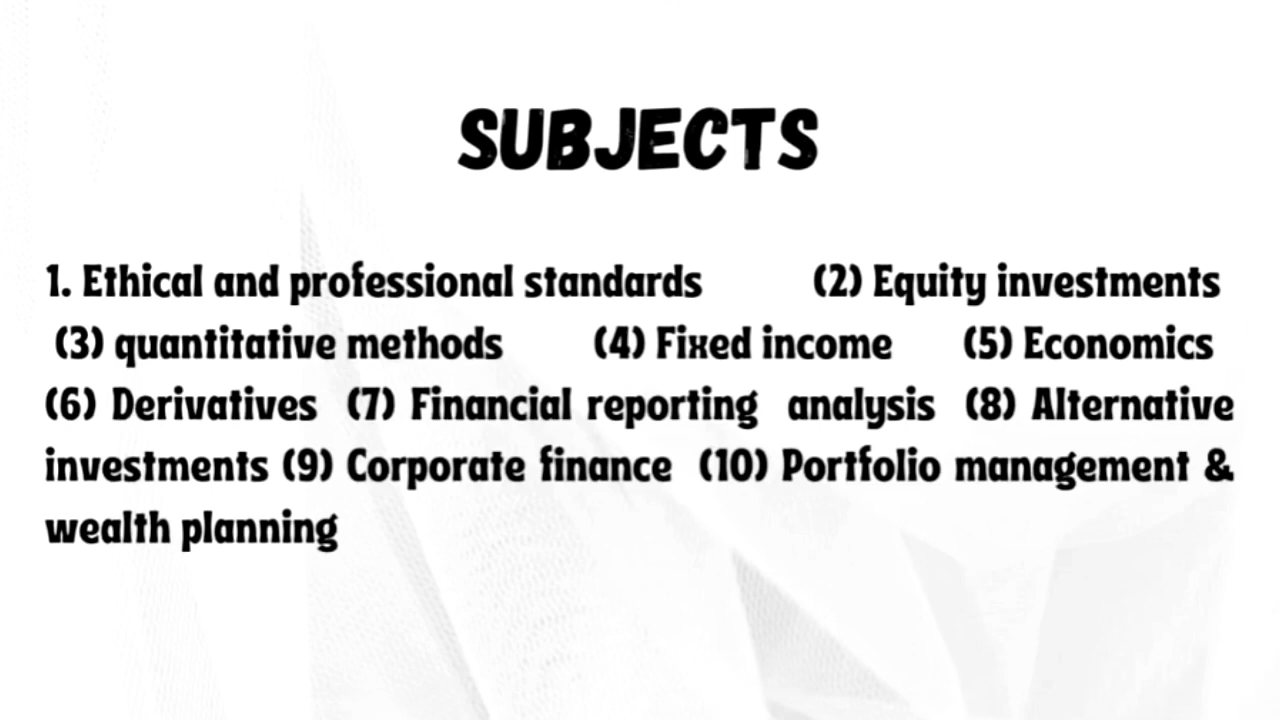 SUBJECTS
1. Ethical and professional standards (2) Equity investments
(3) quantitative methods (4) Fixed income (5) Economics
(6) Derivatives (7) Financial reporting analysis (8) Alternative
investments (9) Corporate finance (10) Portfolio management &
wealth planning